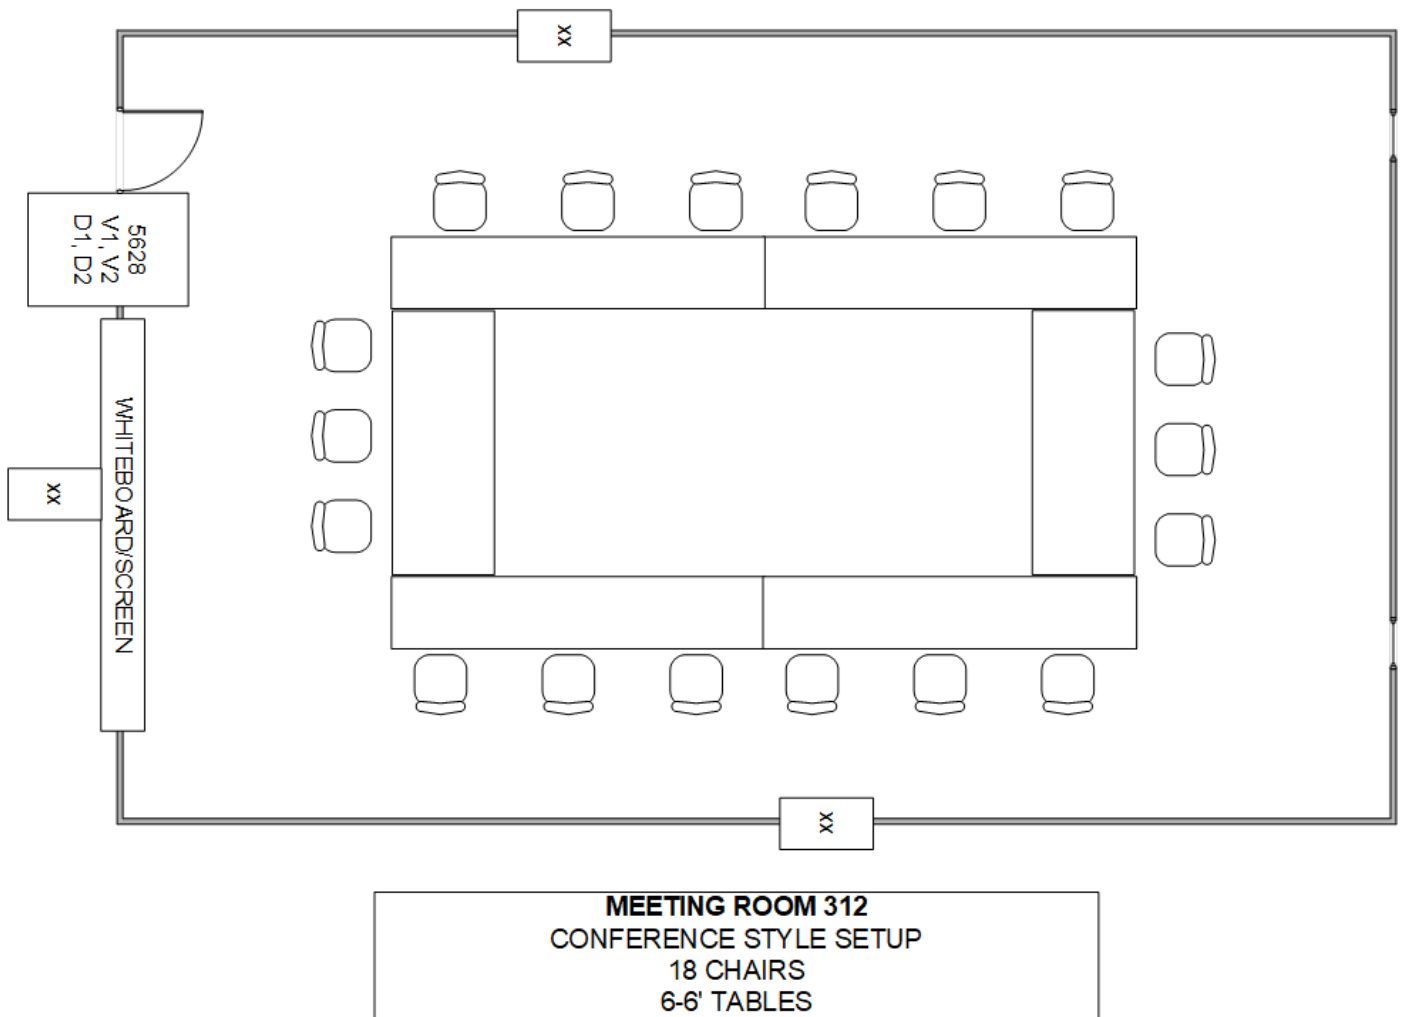 XX
5628
V1, V2
D1, D2
WHITEBOARD/SCREEN
XX
XX
MEETING ROOM 312
CONFERENCE STYLE SETUP
18 CHAIRS
6-6' TABLES